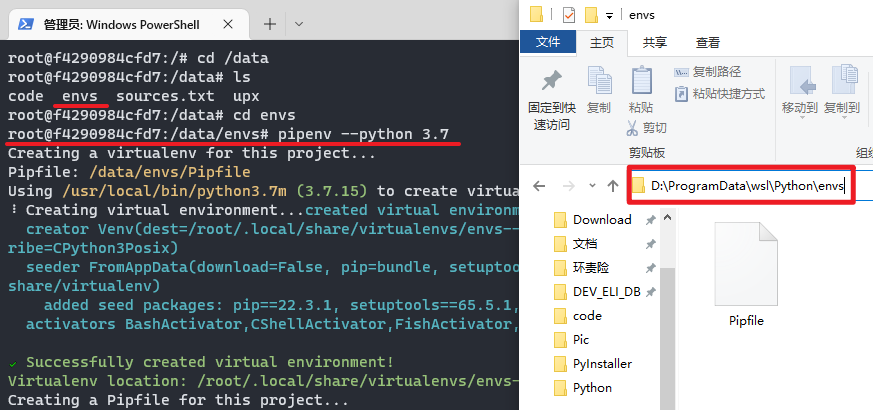 管理员: Windows PowerShell
root@f4290984cfd7:/# cd /data
root@f4290984cfd7:/data# ls
code envs sources.txt upx
root@f4290984cfd7:/data# cd envs
root@f4290984cfd7:/data/envs# pipenv --python 3.7
Creating a virtualenv for this project...
Pipfile: /data/envs/Pipfile
Using /usr/local/bin/python3.7m (3.7.15) to create virtua
⠸ Creating virtual environment...created virtual environm
creator Venv(dest=/root/.local/share/virtualenvs/envs--
ribe=CPython3Posix)
seeder FromAppData(download=False, pip=bundle, setuptoo
share/virtualenv)
added seed packages: pip==22.3.1, setuptools==65.5.1,
activators BashActivator,CShellActivator,FishActivator,
✔ Successfully created virtual environment!
Virtualenv location: /root/.local/share/virtualenvs/envs-
Creating a Pipfile for this project...
envs
文件 主页 共享 查看
固定到快
速访问
复制
粘贴
复制路径
粘贴快捷方式
剪切
移动到
复制到
剪贴板
组织
D:\ProgramData\wsl\Python\envs
Download
文档
DEV_ELI_DB
code
Pic
PyInstaller
Python
Pipfile